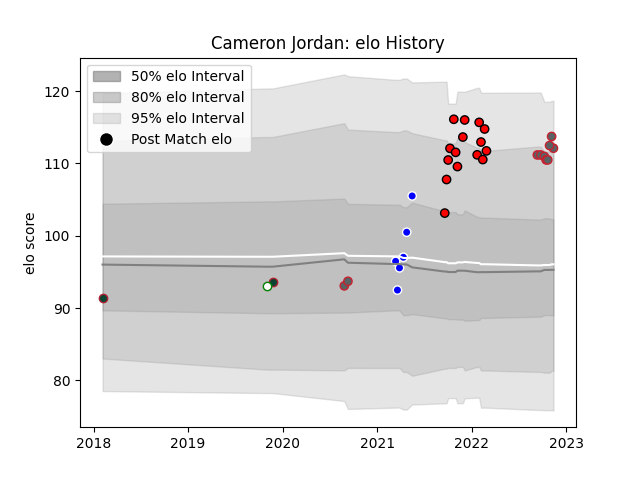 Cameron Jordan: elo History
50% elo Interval
80% elo Interval
95% elo Interval
Post Match elo
elo score
120
110
100
90
80
2018
2019
2020
2021
2022
2023